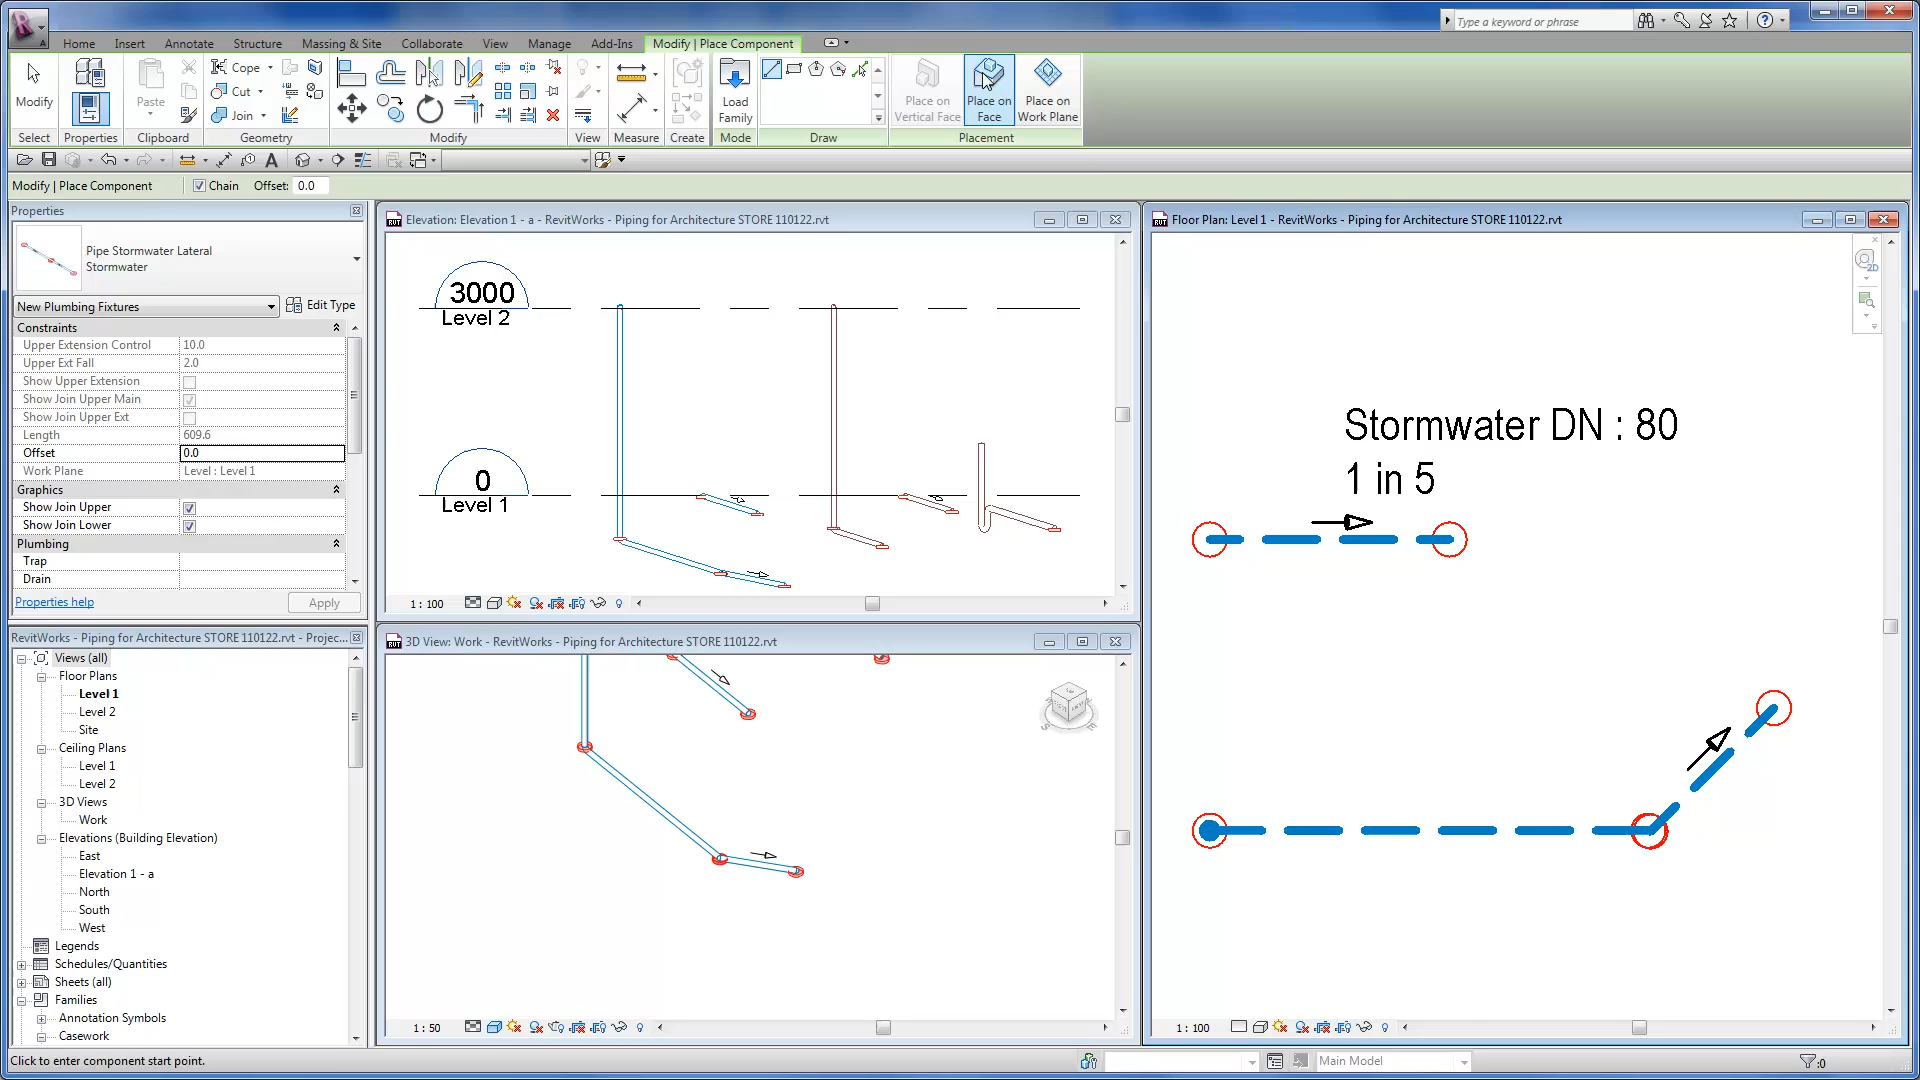 Type a keyword or phrase
Home Insert Annotate Structure Massing & Site Collaborate View Manage Add-Ins Modify | Place Component
Modify
Paste
Cope
Cut
Join
Load Family
Place on Vertical Face
Place on Face
Place on Work Plane
Select Properties Clipboard Geometry Modify View Measure Create Mode Draw Placement
Modify | Place Component Chain Offset: 0.0
Properties
Pipe Stormwater Lateral
Stormwater
New Plumbing Fixtures Edit Type
Constraints
Upper Extension Control 10.0
Upper Ext Fall 2.0
Show Upper Extension
Show Join Upper Main
Show Join Upper Ext
Length 609.6
Offset 0.0
Work Plane Level : Level 1
Graphics
Show Join Upper
Show Join Lower
Plumbing
Trap
Drain
Properties help Apply
RevitWorks - Piping for Architecture STORE 110122.rvt - Projec...
Views (all)
Floor Plans
Level 1
Level 2
Site
Ceiling Plans
Level 1
Level 2
3D Views
Work
Elevations (Building Elevation)
East
Elevation 1 - a
North
South
West
Legends
Schedules/Quantities
Sheets (all)
Families
Annotation Symbols
Casework
Elevation: Elevation 1 - a - RevitWorks - Piping for Architecture STORE 110122.rvt
3000
Level 2
0
Level 1
1 : 100
3D View: Work - RevitWorks - Piping for Architecture STORE 110122.rvt
1 : 50
Floor Plan: Level 1 - RevitWorks - Piping for Architecture STORE 110122.rvt
2D
Stormwater DN : 80
1 in 5
1 : 100
Click to enter component start point.
Main Model
:0